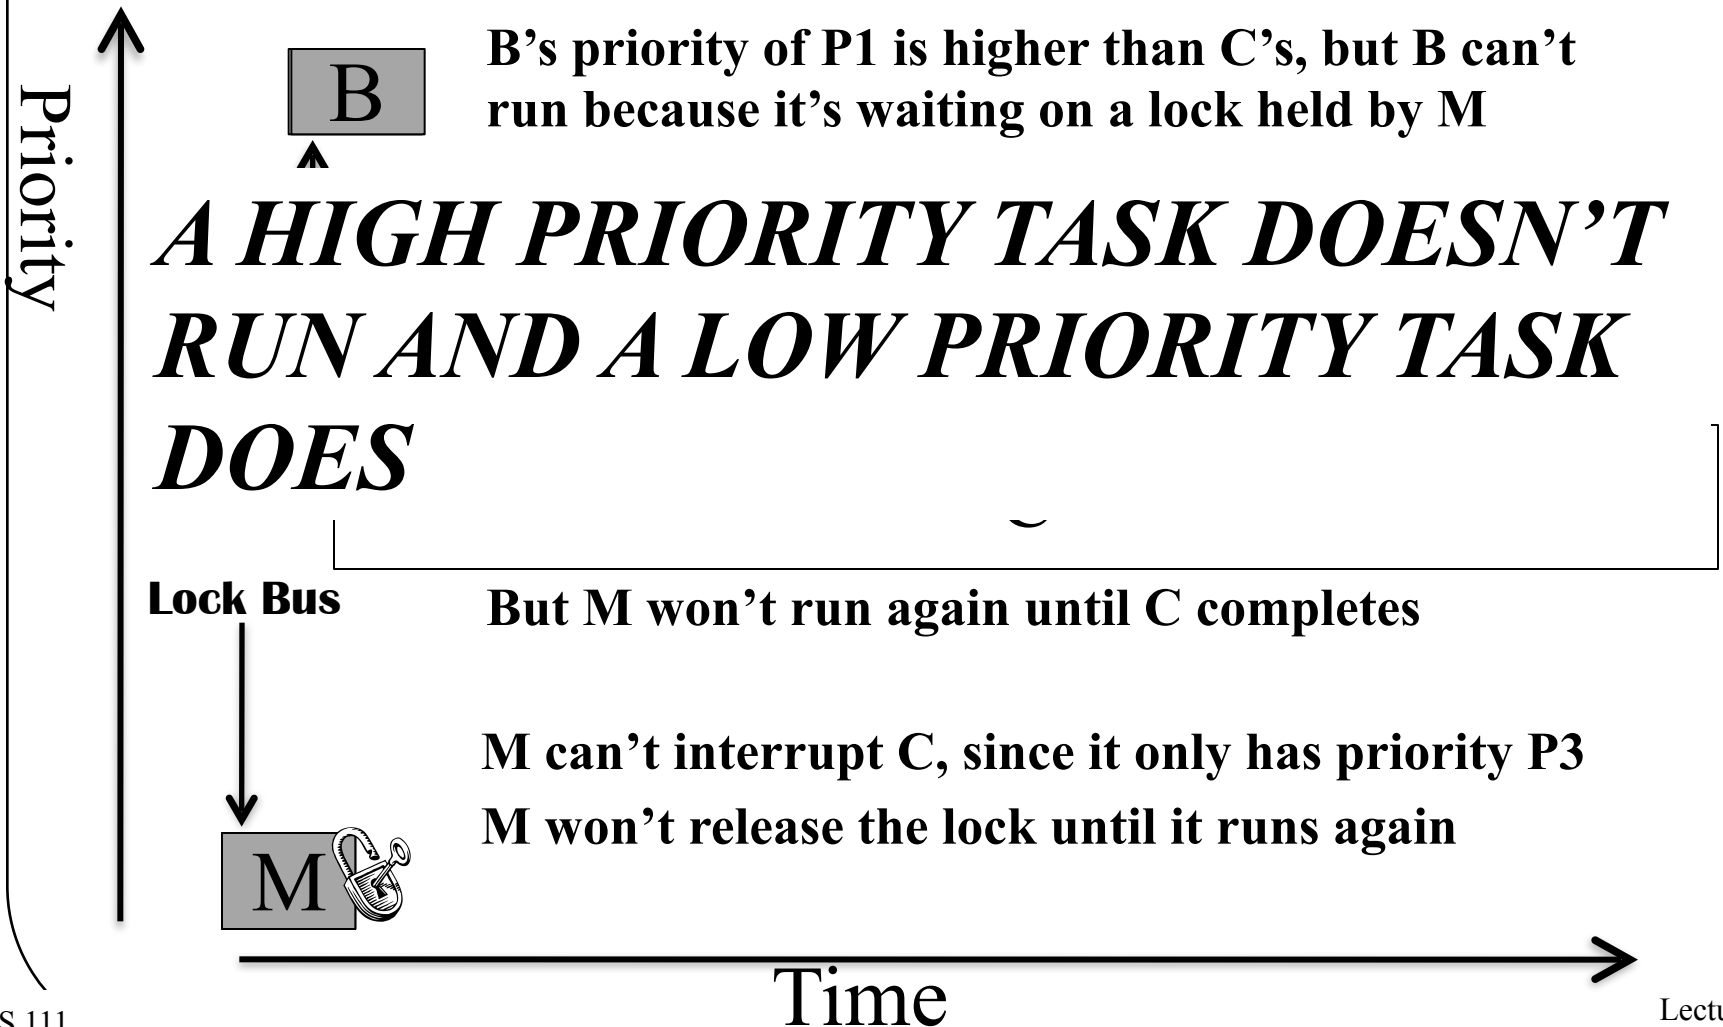 B’s priority of P1 is higher than C’s, but B can’t
run because it’s waiting on a lock held by M
B
Priority
A HIGH PRIORITY TASK DOESN’T
RUN AND A LOW PRIORITY TASK
DOES
Lock Bus
But M won’t run again until C completes
M can’t interrupt C, since it only has priority P3
M won’t release the lock until it runs again
M
Time
111